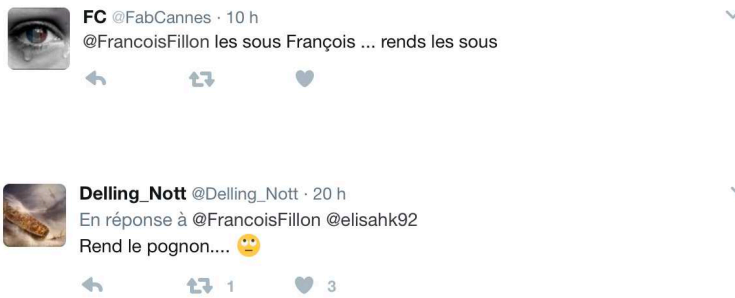 FC @FabCannes · 10 h
@FrancoisFillon les sous François ... rends les sous
Delling_Nott @Delling_Nott · 20 h
En réponse à @FrancoisFillon @elisahk92
Rend le pognon.... 🙄
1 3